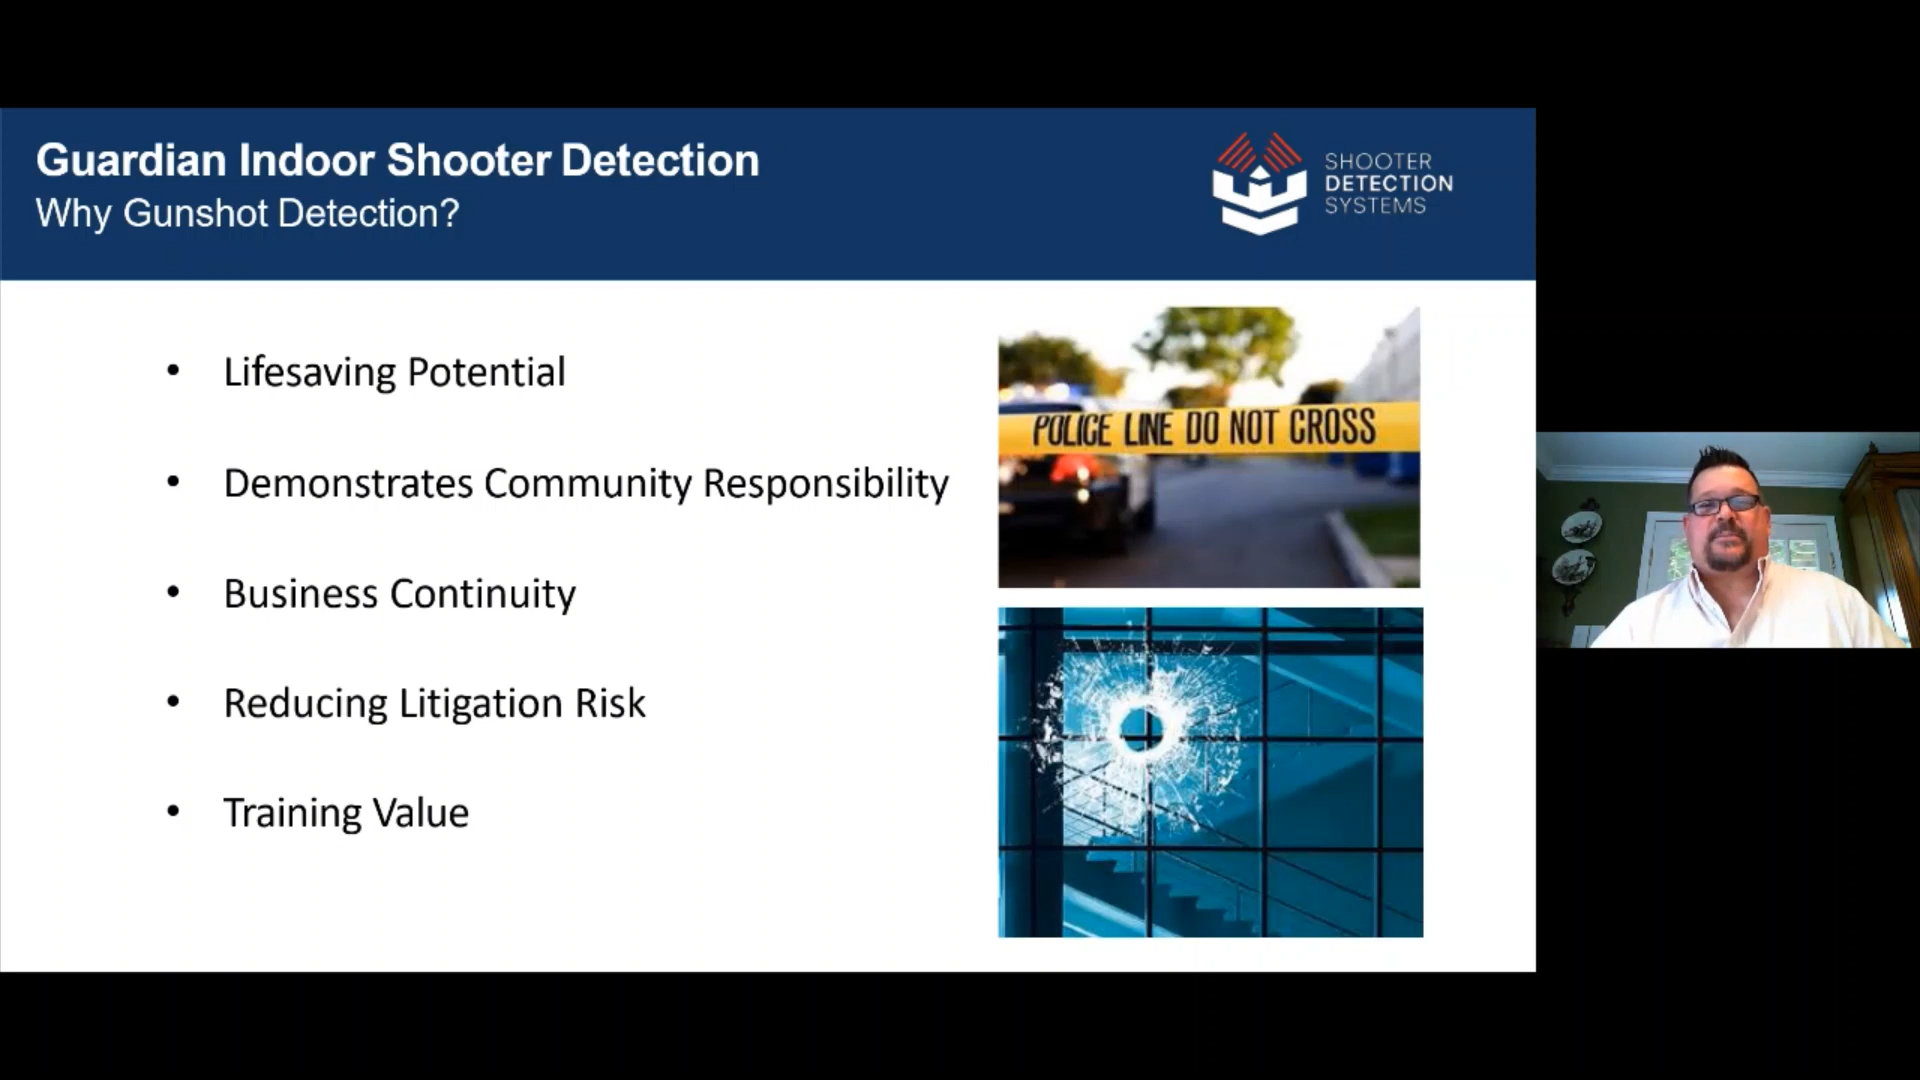 Guardian Indoor Shooter Detection
Why Gunshot Detection?
SHOOTER
DETECTION
SYSTEMS
• Lifesaving Potential
• Demonstrates Community Responsibility
• Business Continuity
• Reducing Litigation Risk
• Training Value
POLICE LINE DO NOT CROSS